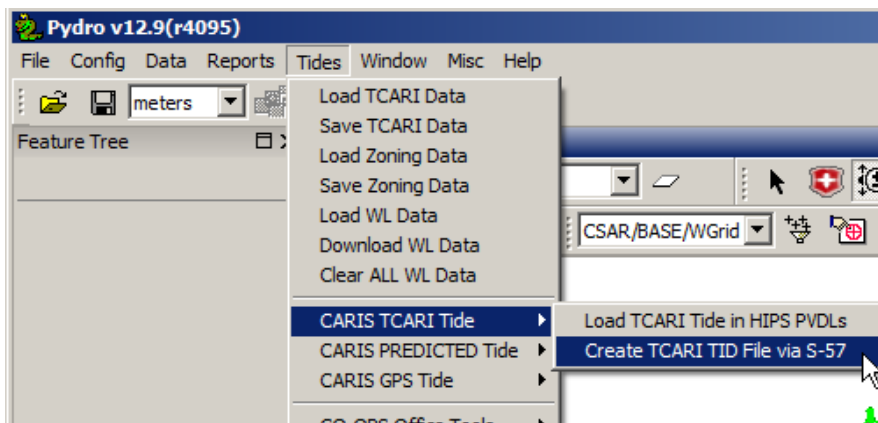 Pydro v12.9(r4095)
File Config Data Reports Tides Window Misc Help
meters
Feature Tree
Load TCARI Data
Save TCARI Data
Load Zoning Data
Save Zoning Data
Load WL Data
Download WL Data
Clear ALL WL Data
CARIS TCARI Tide
CARIS PREDICTED Tide
CARIS GPS Tide
CSAR/BASE/WGrid
Load TCARI Tide in HIPS PVDLs
Create TCARI TID File via S-57